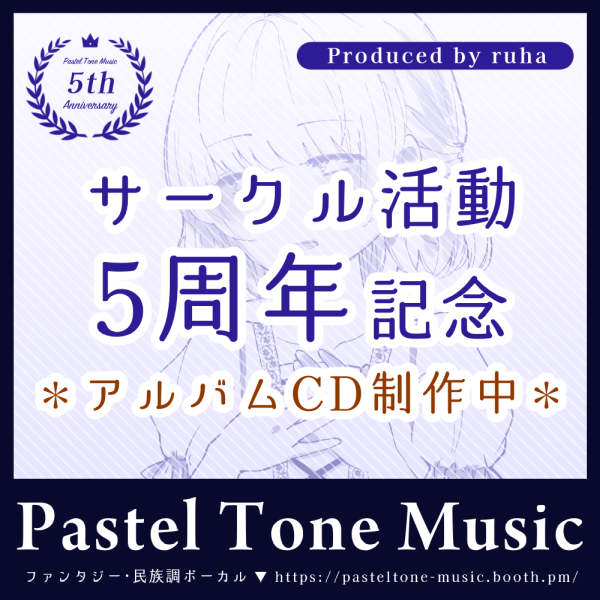 Pastel Tone Music
5th
Anniversary
Produced by ruha
サークル活動
5周年記念
＊アルバムCD制作中＊
Pastel Tone Music
ファンタジー・民族調ボーカル ▼ https://pasteltone-music.booth.pm/